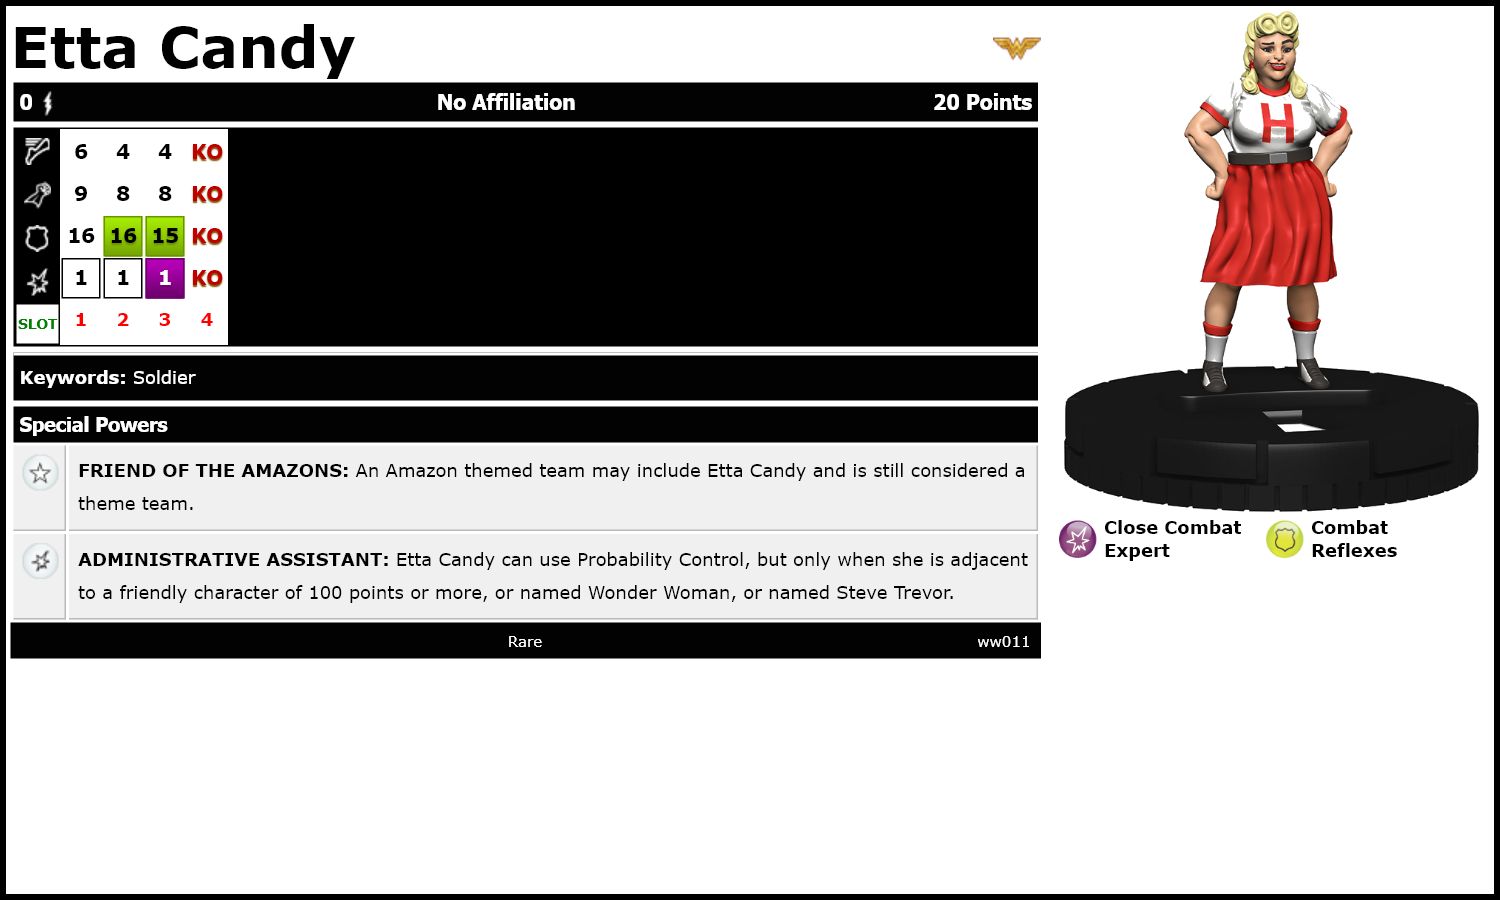 Etta Candy
0 No Affiliation 20 Points
6 4 4 KO
9 8 8 KO
16 16 15 KO
1 1 1 KO
SLOT 1 2 3 4
Keywords: Soldier
Special Powers
FRIEND OF THE AMAZONS: An Amazon themed team may include Etta Candy and is still considered a
theme team.
ADMINISTRATIVE ASSISTANT: Etta Candy can use Probability Control, but only when she is adjacent
to a friendly character of 100 points or more, or named Wonder Woman, or named Steve Trevor.
Rare ww011
H
Close Combat
Expert
Combat
Reflexes